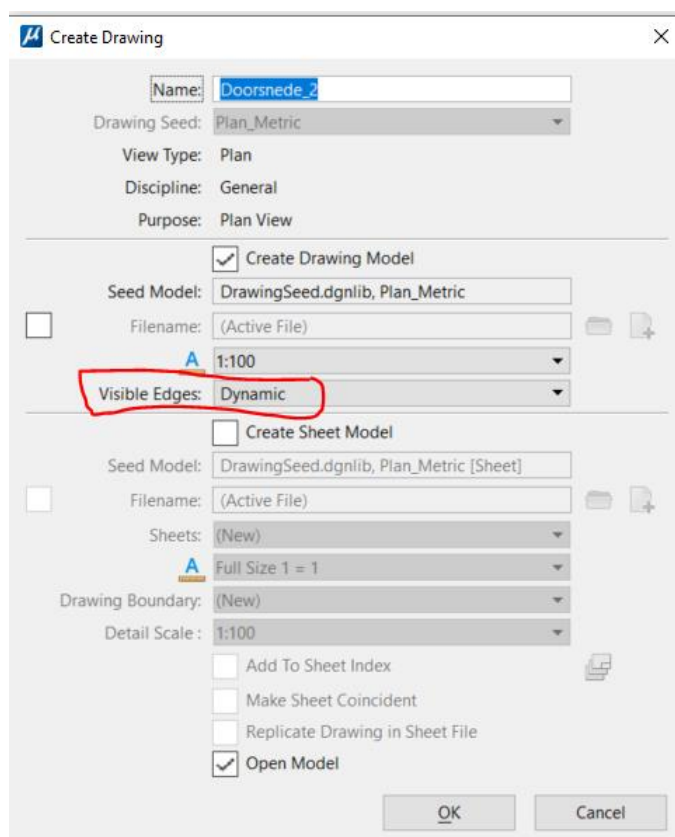 Create Drawing
Name: Doorsnede_2
Drawing Seed: Plan_Metric
View Type: Plan
Discipline: General
Purpose: Plan View
Create Drawing Model
Seed Model: DrawingSeed.dgnlib, Plan_Metric
Filename: (Active File)
A 1:100
Visible Edges: Dynamic
Create Sheet Model
Seed Model: DrawingSeed.dgnlib, Plan_Metric [Sheet]
Filename: (Active File)
Sheets: (New)
A Full Size 1 = 1
Drawing Boundary: (New)
Detail Scale : 1:100
Add To Sheet Index
Make Sheet Coincident
Replicate Drawing in Sheet File
Open Model
OK Cancel